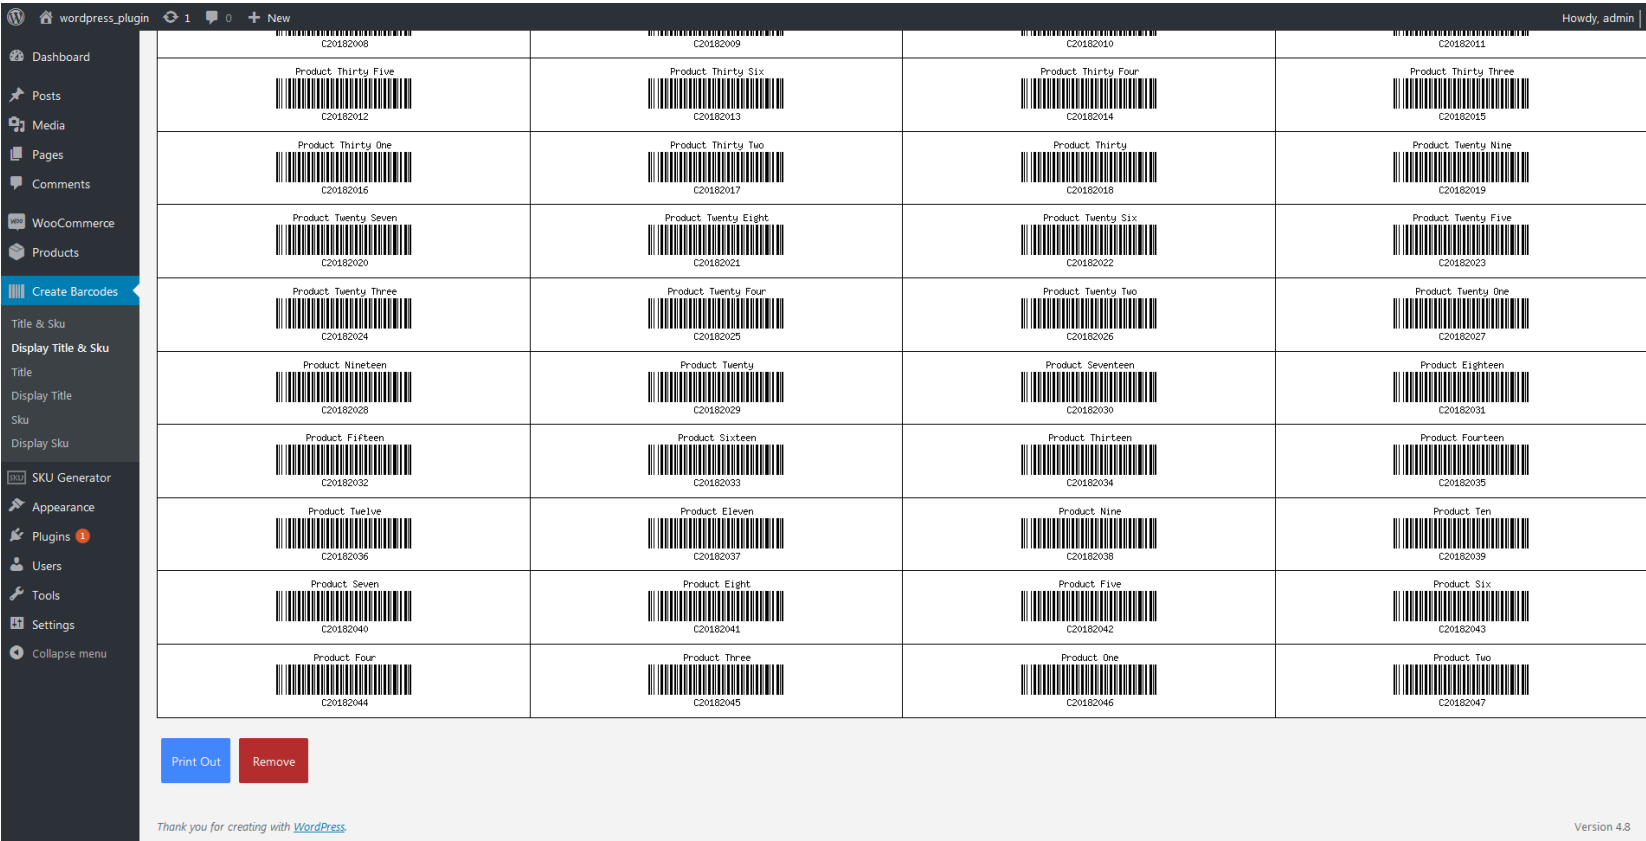 wordpress_plugin 1 0 New Howdy, admin
Dashboard
Posts
Media
Pages
Comments
WooCommerce
Products
Create Barcodes
Title & Sku
Display Title & Sku
Title
Display Title
Sku
Display Sku
SKU Generator
Appearance
Plugins 1
Users
Tools
Settings
Collapse menu
C20182008 C20182009 C20182010 C20182011
Product Thirty Five Product Thirty Six Product Thirty Four Product Thirty Three
C20182012 C20182013 C20182014 C20182015
Product Thirty One Product Thirty Two Product Thirty Product Twenty Nine
C20182016 C20182017 C20182018 C20182019
Product Twenty Seven Product Twenty Eight Product Twenty Six Product Twenty Five
C20182020 C20182021 C20182022 C20182023
Product Twenty Three Product Twenty Four Product Twenty Two Product Twenty One
C20182024 C20182025 C20182026 C20182027
Product Nineteen Product Twenty Product Seventeen Product Eighteen
C20182028 C20182029 C20182030 C20182031
Product Fifteen Product Sixteen Product Thirteen Product Fourteen
C20182032 C20182033 C20182034 C20182035
Product Twelve Product Eleven Product Nine Product Ten
C20182036 C20182037 C20182038 C20182039
Product Seven Product Eight Product Five Product Six
C20182040 C20182041 C20182042 C20182043
Product Four Product Three Product One Product Two
C20182044 C20182045 C20182046 C20182047
Print Out Remove
Thank you for creating with WordPress. Version 4.8